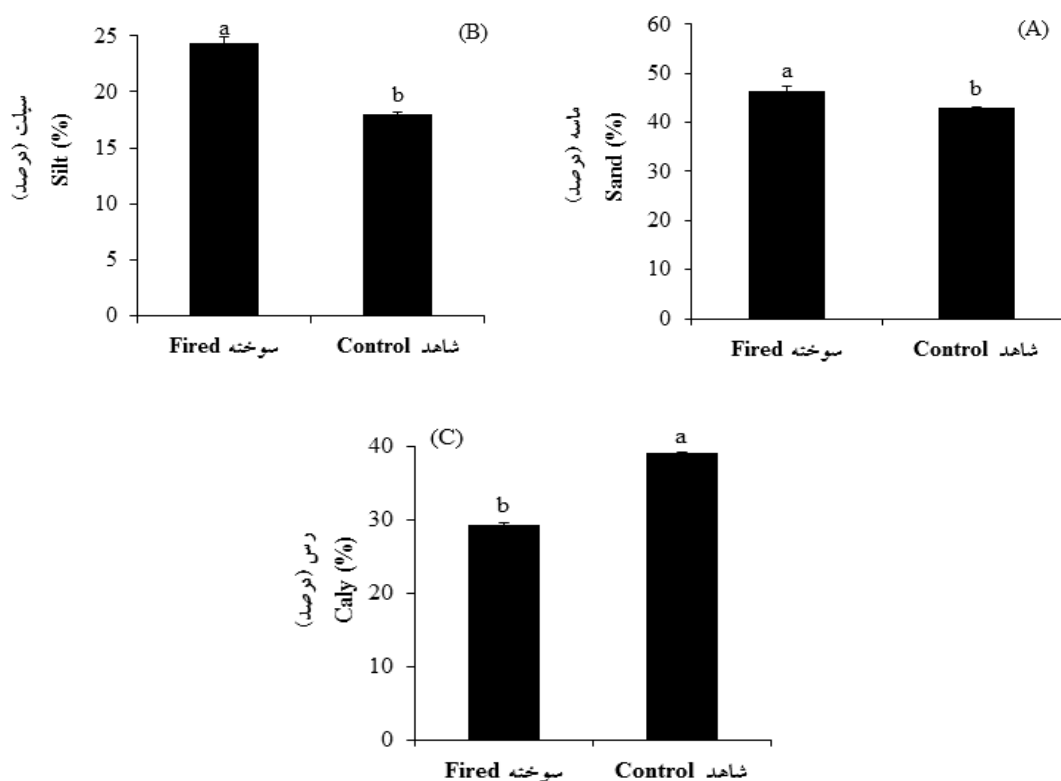 (B)
25
20
15
10
5
0
سیلت (درصد)
Silt (%)
a
b
Fired سوخته
Control شاهد
(A)
60
50
40
30
20
10
0
ماسه (درصد)
Sand (%)
a
b
Fired سوخته
Control شاهد
(C)
40
30
20
10
0
رس (درصد)
Caly (%)
b
a
Fired سوخته
Control شاهد